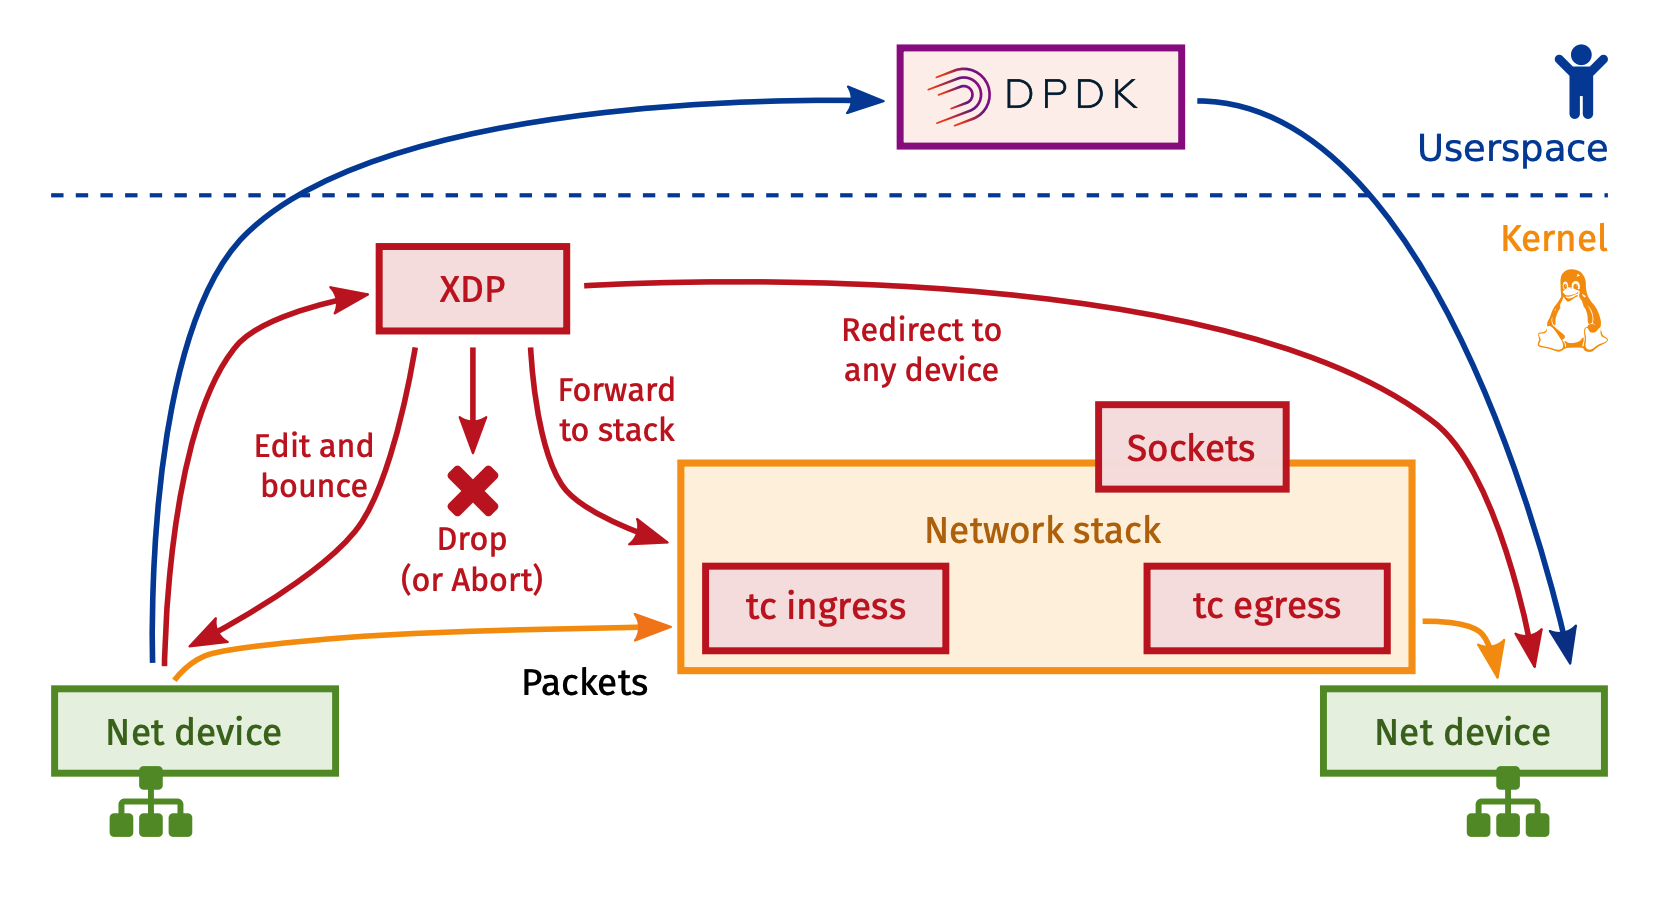 DPDK
Userspace
Kernel
XDP
Redirect to
any device
Forward
to stack
Edit and
bounce
Sockets
Network stack
Drop
(or Abort)
tc ingress
tc egress
Packets
Net device
Net device